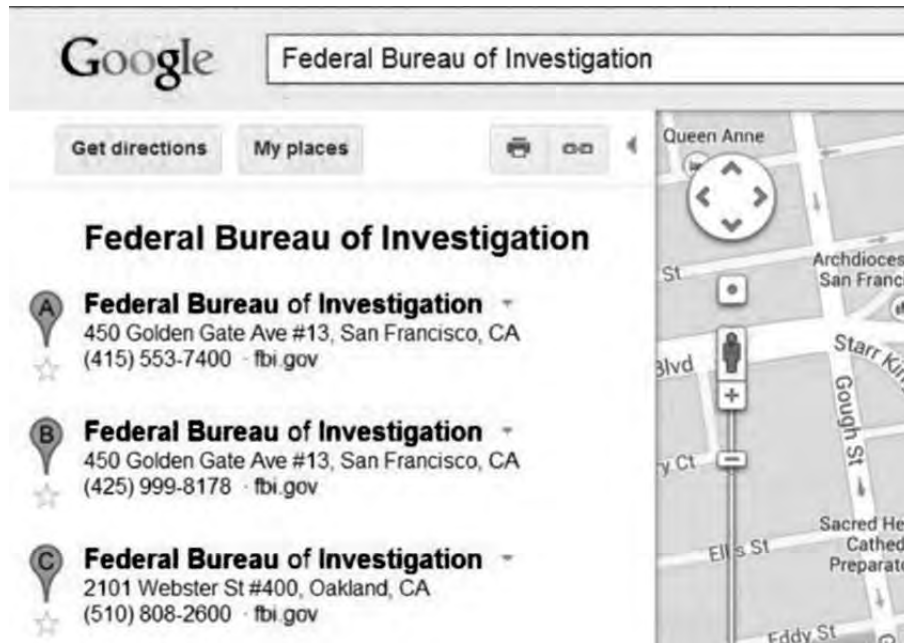 Google
Federal Bureau of Investigation
Get directions
My places
Federal Bureau of Investigation
A
Federal Bureau of Investigation
450 Golden Gate Ave #13, San Francisco, CA
(415) 553-7400 · fbi.gov
B
Federal Bureau of Investigation
450 Golden Gate Ave #13, San Francisco, CA
(425) 999-8178 · fbi.gov
C
Federal Bureau of Investigation
2101 Webster St #400, Oakland, CA
(510) 808-2600 · fbi.gov
Queen Anne
St
Archdioces
San Franci
Blvd
Starr Kin
Gough St
y Ct
Ellis St
Sacred He
Cathed
Preparato
Eddy St
G